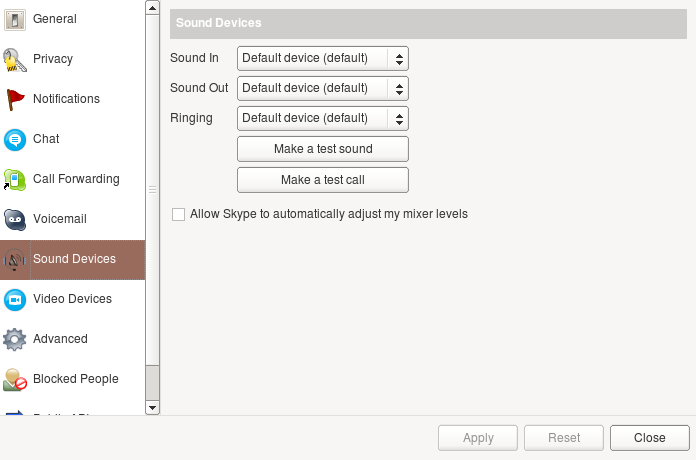 General
Privacy
Notifications
Chat
Call Forwarding
Voicemail
Sound Devices
Video Devices
Advanced
Blocked People
Sound Devices
Sound In Default device (default)
Sound Out Default device (default)
Ringing Default device (default)
Make a test sound
Make a test call
Allow Skype to automatically adjust my mixer levels
Apply Reset Close